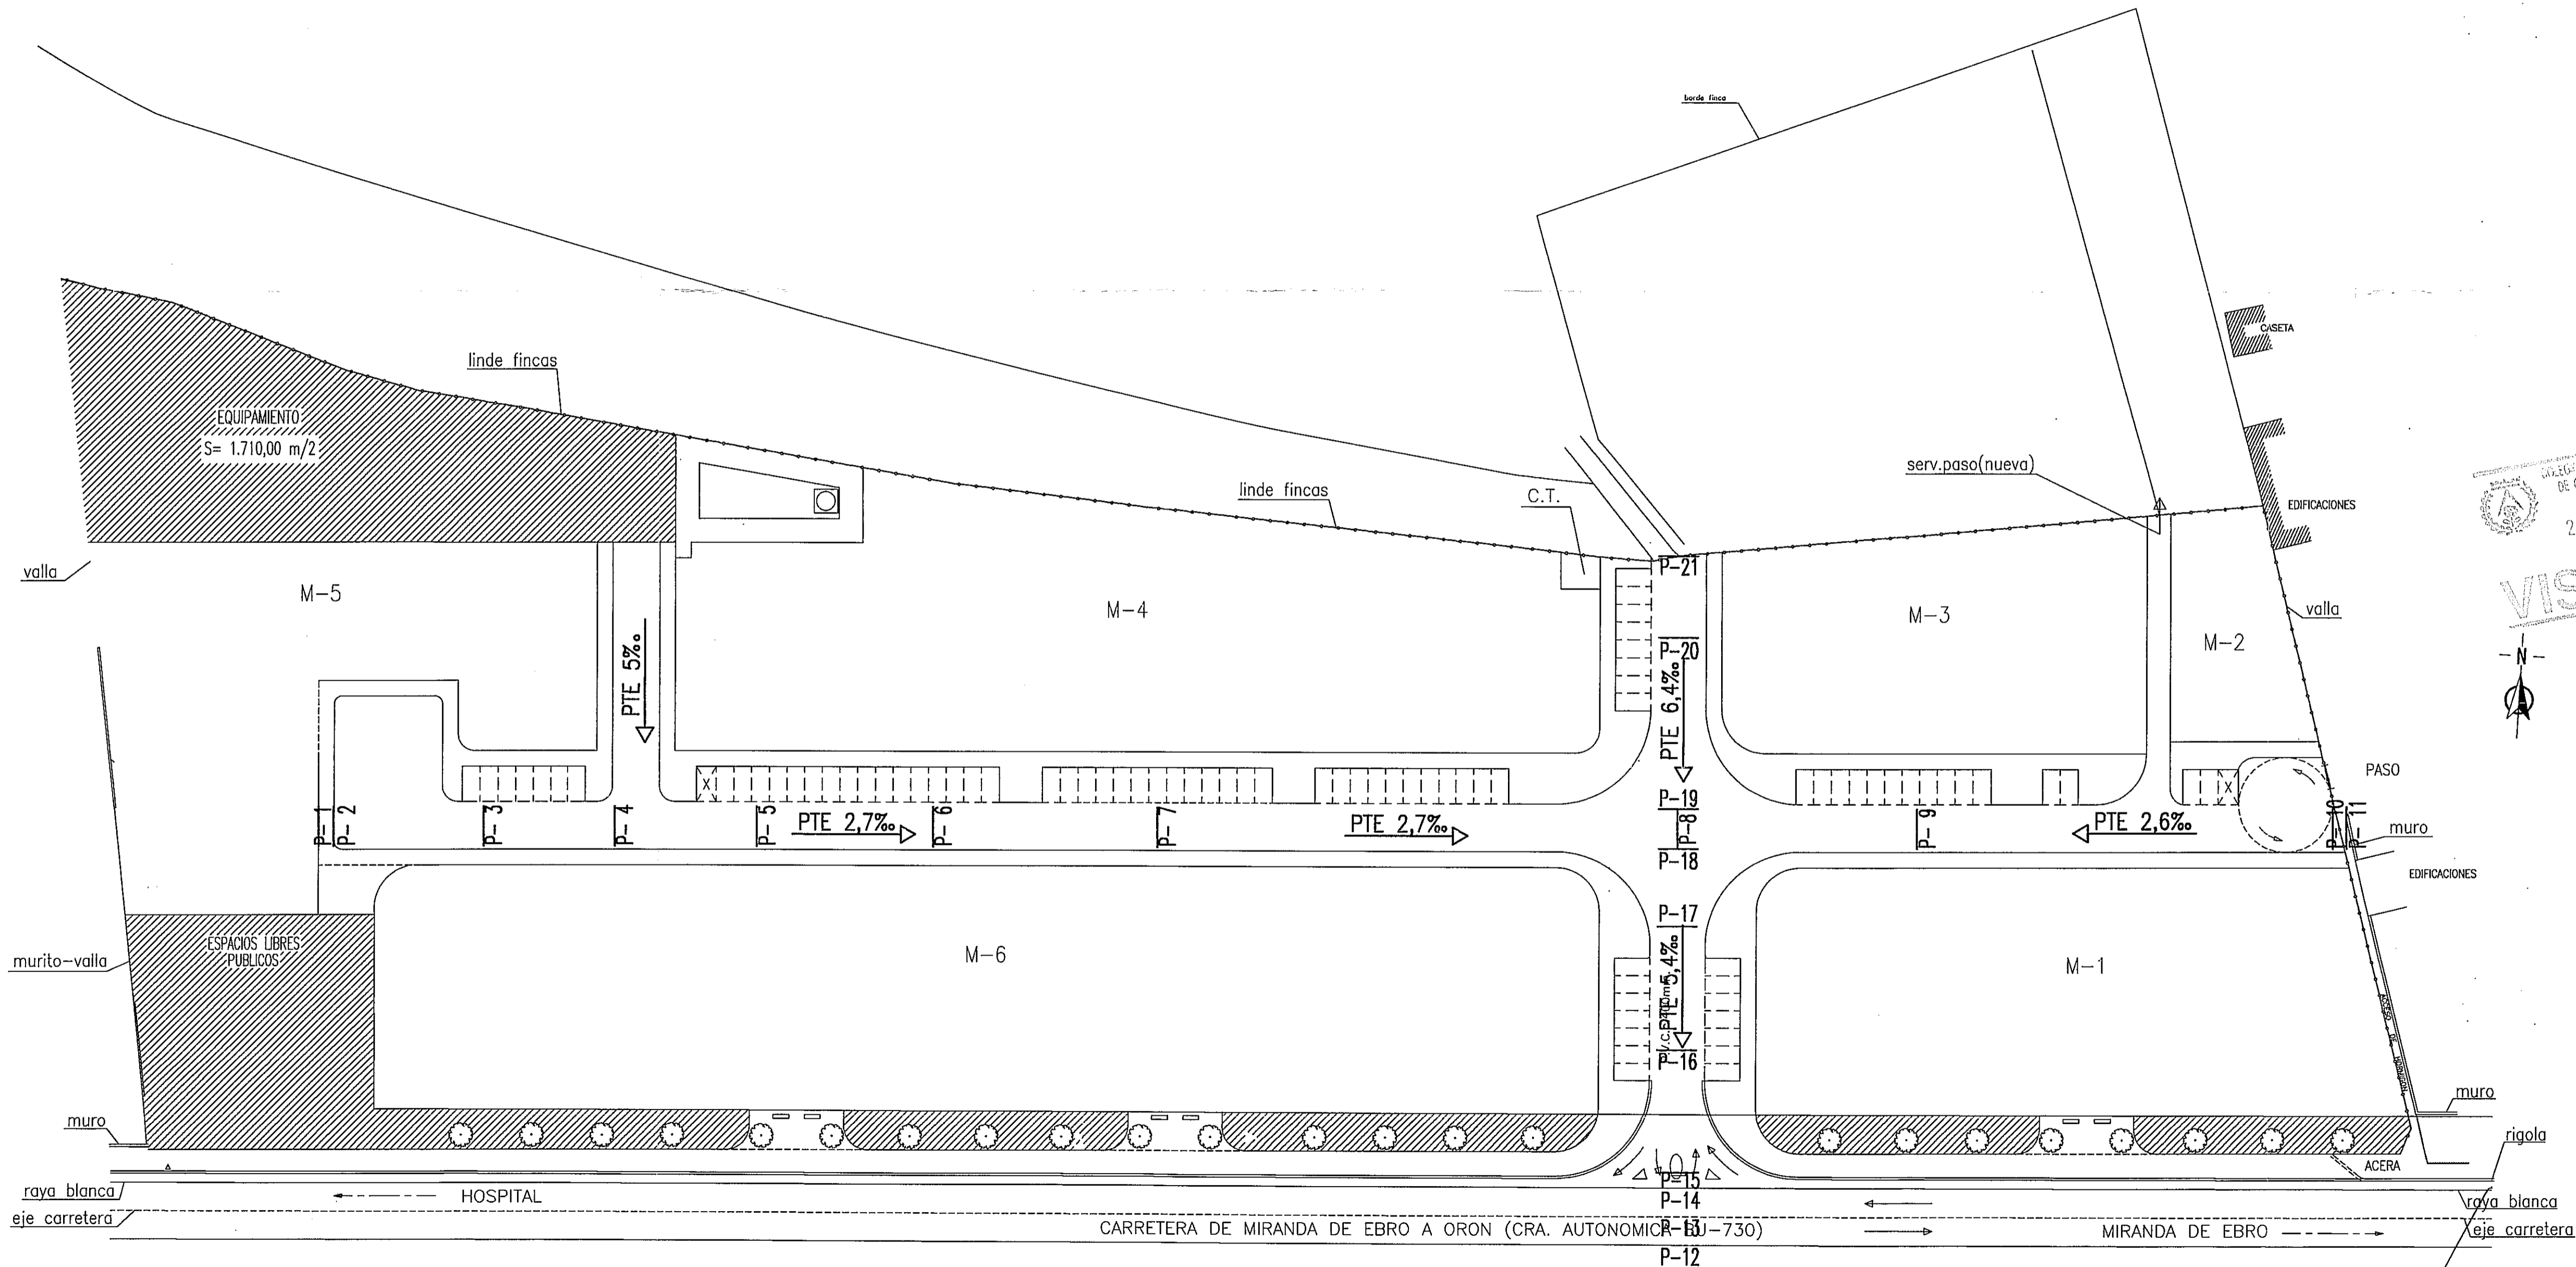 borde finca
CASETA
linde fincas
EQUIPAMIENTO
S= 1.710,00 m/2
serv.paso(nueva)
linde fincas
C.T.
EDIFICACIONES
valla
M-5
P-21
M-4
M-3
valla
M-2
P-20
N
PTE 5‰
PTE 6,4‰
PASO
P-1
P-2
P-3
P-4
P-5
PTE 2,7‰
P-6
P-7
PTE 2,7‰
P-19
P-8
P-18
P-9
PTE 2,6‰
P-10
P-11
muro
EDIFICACIONES
P-17
ESPACIOS LIBRES
PUBLICOS
murito-valla
M-6
PTE 5,4‰
M-1
P-16
muro
muro
rigola
ACERA
P-15
raya blanca
HOSPITAL
P-14
raya blanca
eje carretera
CARRETERA DE MIRANDA DE EBRO A ORON (CRA. AUTONOMICA BU-730)
P-13
MIRANDA DE EBRO
eje carretera
P-12